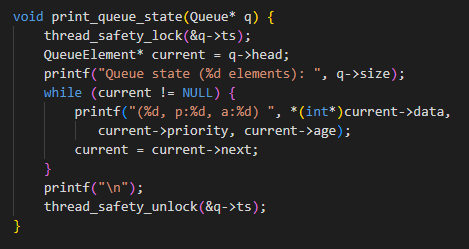 void print_queue_state(Queue* q) {
    thread_safety_lock(&q->ts);
    QueueElement* current = q->head;
    printf("Queue state (%d elements): ", q->size);
    while (current != NULL) {
        printf("(%d, p:%d, a:%d) ", *(int*)current->data,
            current->priority, current->age);
        current = current->next;
    }
    printf("\n");
    thread_safety_unlock(&q->ts);
}